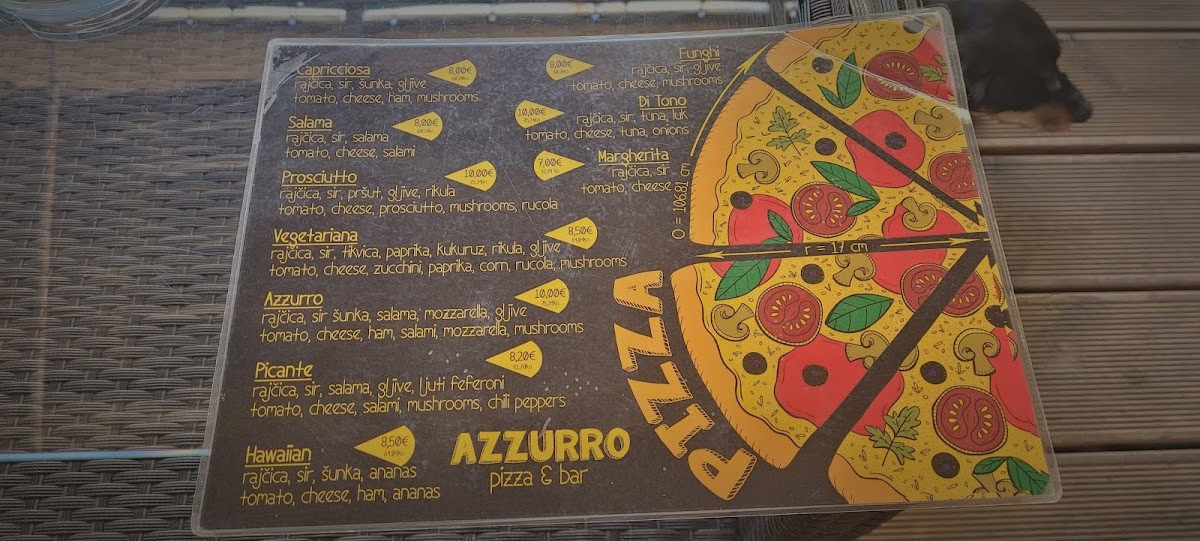 Capricciosa
8,00€
rajčica, sir, šunka, gljive
tomato, cheese, ham, mushrooms
Salama
8,00€
rajčica, sir, salama
tomato, cheese, salami
Prosciutto
10,00€
rajčica, sir, pršut, gljive, rikula
tomato, cheese, prosciutto, mushrooms, rucola
Vegetariana
8,50€
rajčica, sir, tikvica, paprika, kukuruz, rikula, gljive
tomato, cheese, zucchini, paprika, corn, rucola, mushrooms
Azzurro
10,00€
rajčica, sir šunka, salama, mozzarella, gljive
tomato, cheese, ham, salami, mozzarella, mushrooms
Picante
8,20€
rajčica, sir, salama, gljive, ljuti feferoni
tomato, cheese, salami, mushrooms, chili peppers
Hawaiian
8,50€
rajčica, sir, šunka, ananas
tomato, cheese, ham, ananas
Funghi
8,00€
rajčica, sir, gljive
tomato, cheese, mushrooms
Di Tono
10,00€
rajčica, sir, tuna, luk
tomato, cheese, tuna, onions
Margherita
7,00€
rajčica, sir
tomato, cheese
O = 106,81 cm
r = 17 cm
PIZZA
AZZURRO
pizza & bar